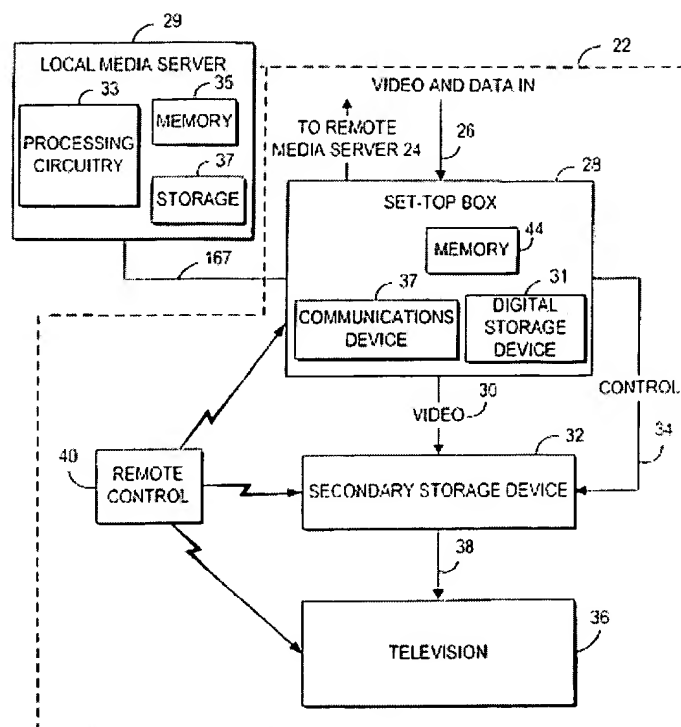 29
LOCAL MEDIA SERVER
33
PROCESSING
CIRCUITRY
35
MEMORY
37
STORAGE
22
VIDEO AND DATA IN
TO REMOTE
MEDIA SERVER 24
26
28
SET-TOP BOX
MEMORY
44
37
COMMUNICATIONS
DEVICE
31
DIGITAL
STORAGE
DEVICE
167
CONTROL
34
VIDEO
30
32
SECONDARY STORAGE DEVICE
40
REMOTE
CONTROL
38
36
TELEVISION